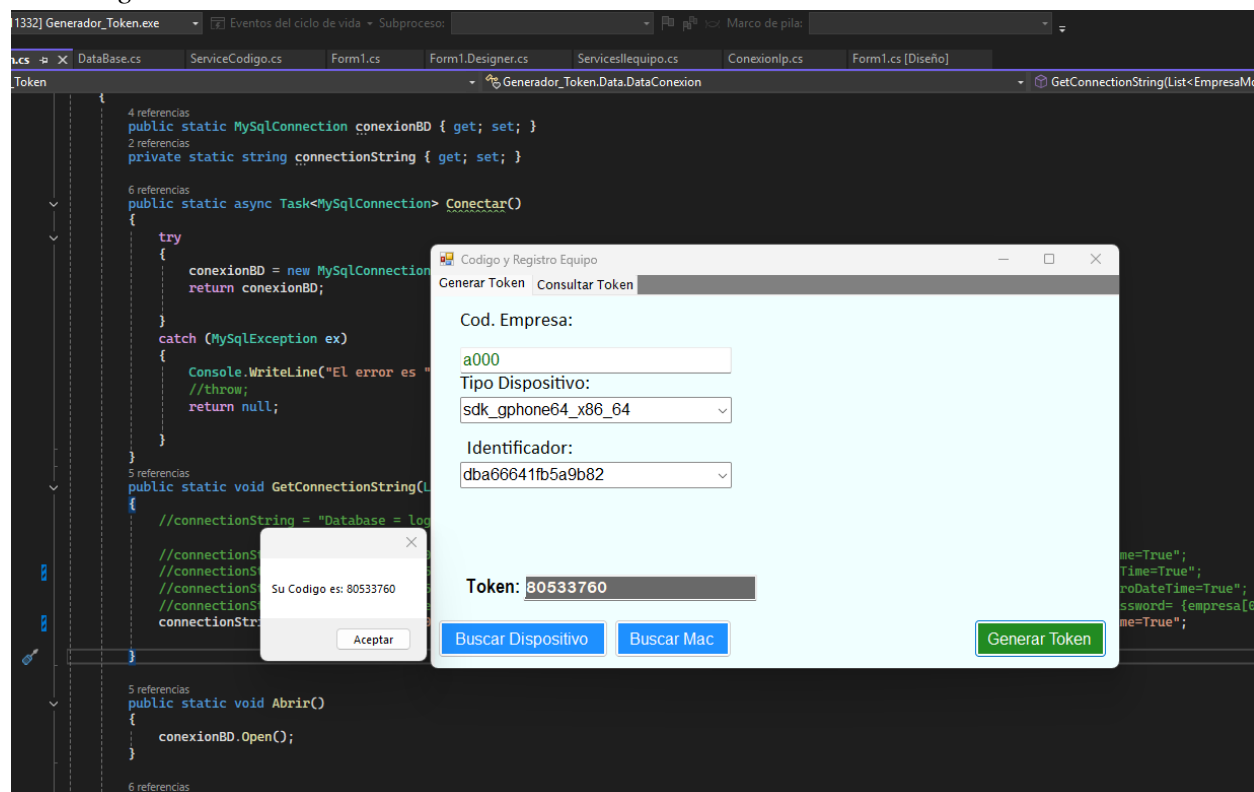 11332] Generador_Token.exe Eventos del ciclo de vida Subproceso: Marco de pila:
n.cs DataBase.cs ServiceCodigo.cs Form1.cs Form1.Designer.cs ServicesIlequipo.cs ConexionIp.cs Form1.cs [Diseño]
_Token Generador_Token.Data.DataConexion GetConnectionString(List<EmpresaMo
{
4 referencias
public static MySqlConnection conexionBD { get; set; }
2 referencias
private static string connectionString { get; set; }
6 referencias
public static async Task<MySqlConnection> Conectar()
{
try
{
conexionBD = new MySqlConnection
return conexionBD;
}
catch (MySqlException ex)
{
Console.WriteLine("El error es "
//throw;
return null;
}
}
5 referencias
public static void GetConnectionString(L
{
//connectionString = "Database = log
//connectionSt me=True";
//connectionSt Time=True";
//connectionSt roDateTime=True";
//connectionSt ssword= {empresa[0
connectionStri me=True";
}
5 referencias
public static void Abrir()
{
conexionBD.Open();
}
6 referencias
Codigo y Registro Equipo
Generar Token Consultar Token
Cod. Empresa:
a000
Tipo Dispositivo:
sdk_gphone64_x86_64
Identificador:
dba66641fb5a9b82
Token: 80533760
Buscar Dispositivo Buscar Mac Generar Token
Su Codigo es: 80533760
Aceptar